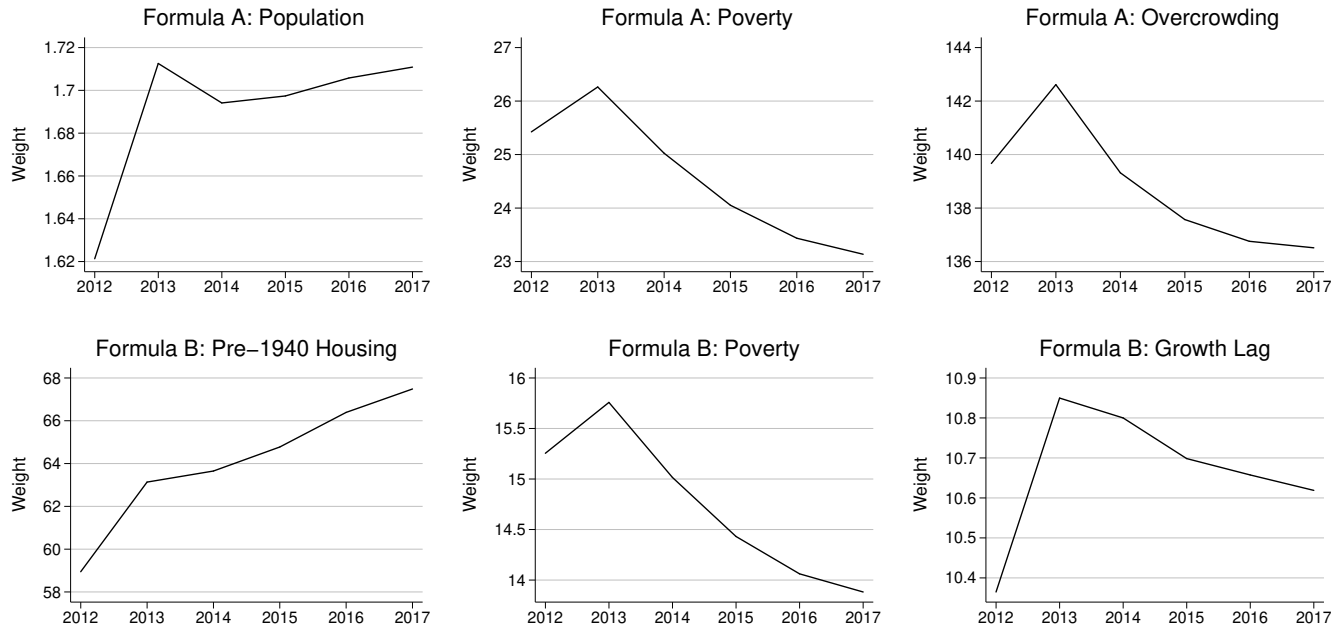 Formula A: Population
Weight
1.72
1.7
1.68
1.66
1.64
1.62
2012 2013 2014 2015 2016 2017
Formula A: Poverty
Weight
27
26
25
24
23
2012 2013 2014 2015 2016 2017
Formula A: Overcrowding
Weight
144
142
140
138
136
2012 2013 2014 2015 2016 2017
Formula B: Pre−1940 Housing
Weight
68
66
64
62
60
58
2012 2013 2014 2015 2016 2017
Formula B: Poverty
Weight
16
15.5
15
14.5
14
2012 2013 2014 2015 2016 2017
Formula B: Growth Lag
Weight
10.9
10.8
10.7
10.6
10.5
10.4
2012 2013 2014 2015 2016 2017